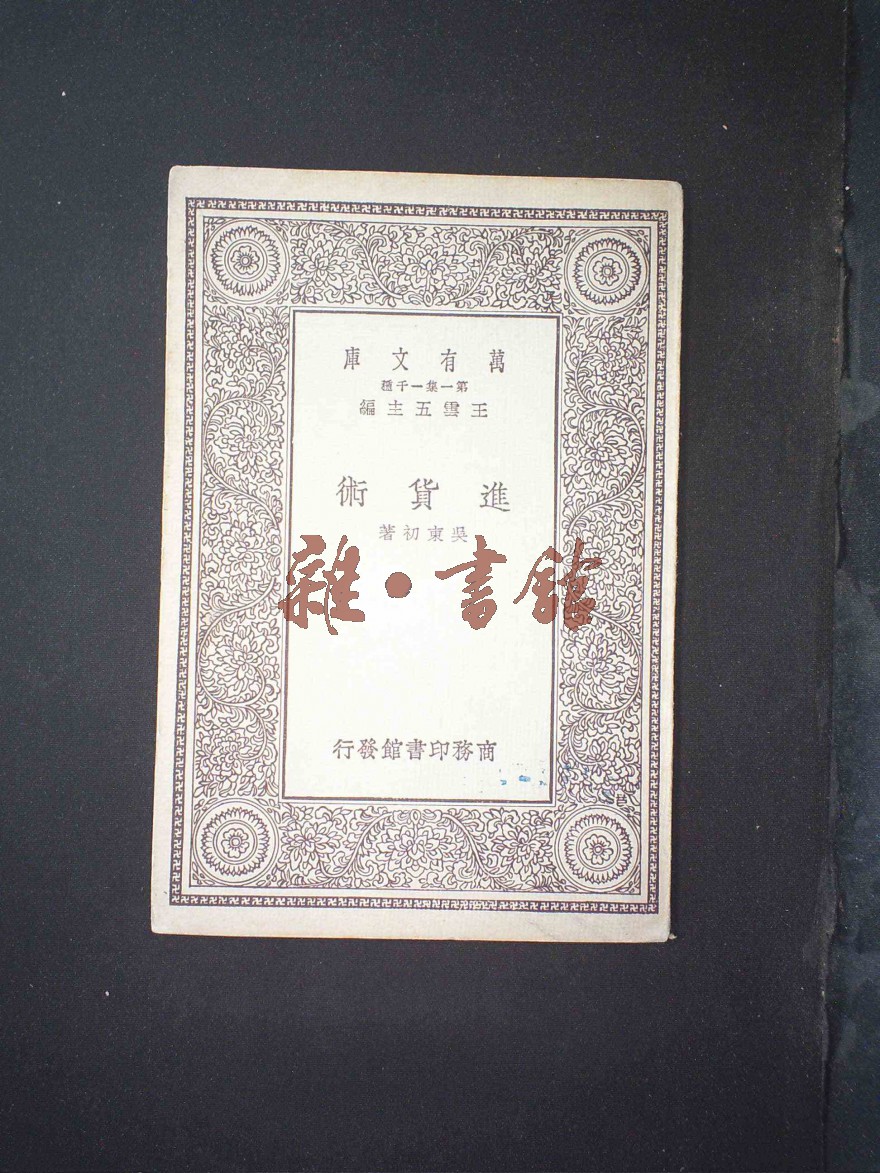 萬有文庫
第一集一千種
王雲五主編
進貨術
吳東初著
雜·書館
商務印書館發行